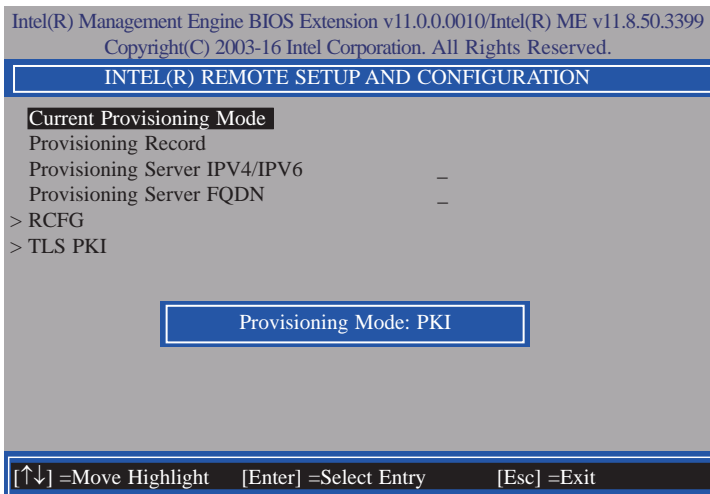 Intel(R) Management Engine BIOS Extension v11.0.0.0010/Intel(R) ME v11.8.50.3399
Copyright(C) 2003-16 Intel Corporation. All Rights Reserved.
INTEL(R) REMOTE SETUP AND CONFIGURATION
Current Provisioning Mode
Provisioning Record
Provisioning Server IPV4/IPV6 _
Provisioning Server FQDN _
> RCFG
> TLS PKI
Provisioning Mode: PKI
[↑↓] =Move Highlight [Enter] =Select Entry [Esc] =Exit